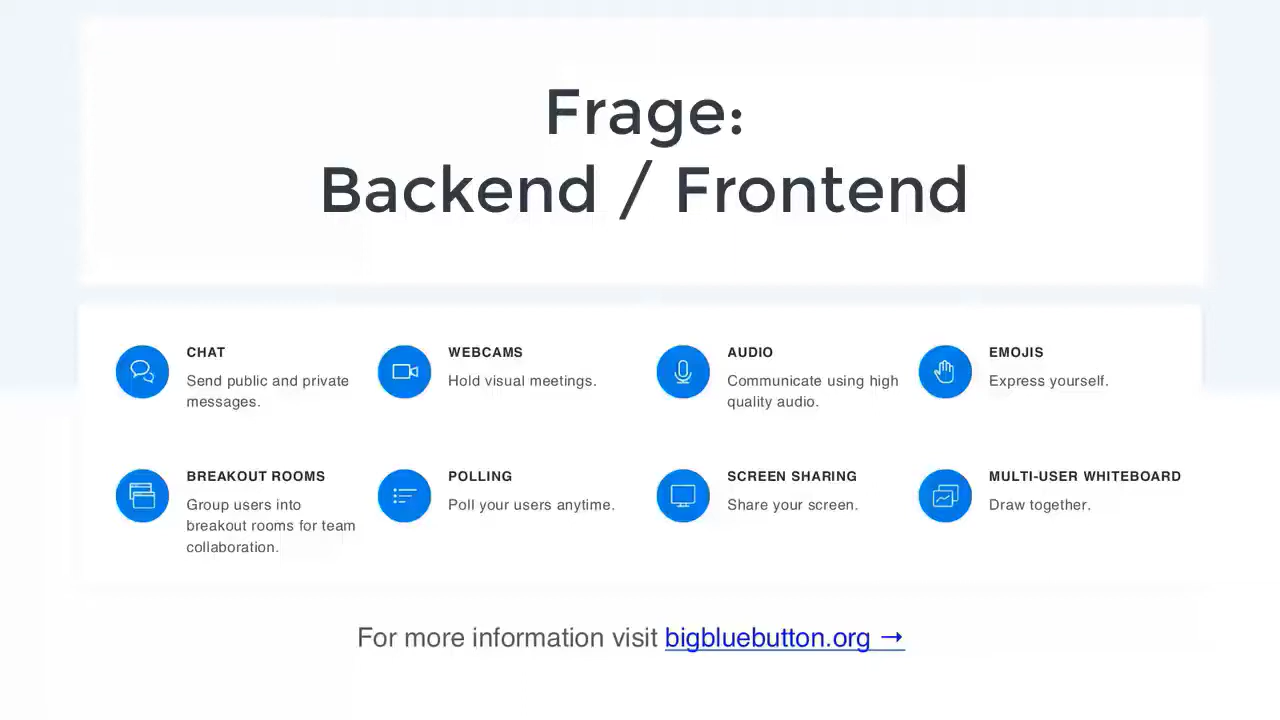 Frage:
Backend / Frontend
CHAT
Send public and private
messages.
WEBCAMS
Hold visual meetings.
AUDIO
Communicate using high
quality audio.
EMOJIS
Express yourself.
BREAKOUT ROOMS
Group users into
breakout rooms for team
collaboration.
POLLING
Poll your users anytime.
SCREEN SHARING
Share your screen.
MULTI-USER WHITEBOARD
Draw together.
For more information visit bigbluebutton.org →